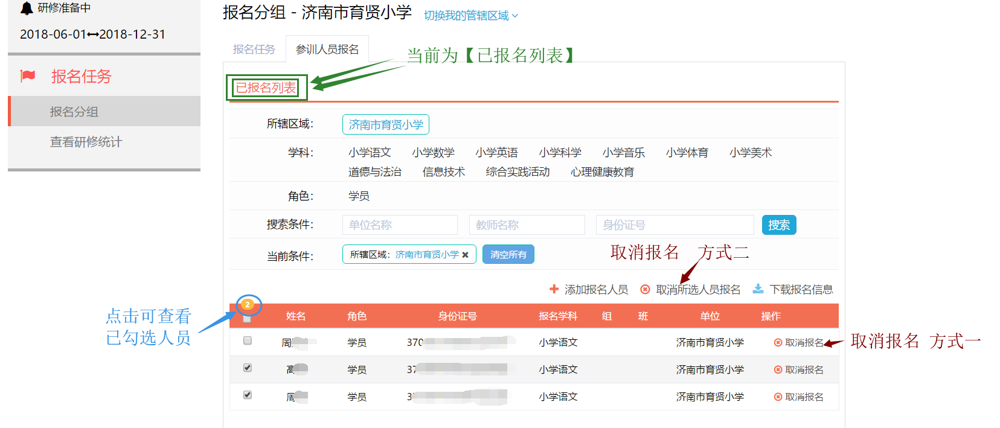 研修准备中
2018-06-01↔2018-12-31
报名任务
报名分组
查看研修统计
报名分组 - 济南市育贤小学 切换我的管辖区域
报名任务 参训人员报名
当前为【已报名列表】
已报名列表
所辖区域： 济南市育贤小学
学科： 小学语文 小学数学 小学英语 小学科学 小学音乐 小学体育 小学美术
道德与法治 信息技术 综合实践活动 心理健康教育
角色： 学员
搜索条件： 单位名称 教师名称 身份证号 搜索
当前条件： 所辖区域：济南市育贤小学 ✖ 清空所有
取消报名 方式二
添加报名人员 取消所选人员报名 下载报名信息
点击可查看
已勾选人员
2
姓名 角色 身份证号 报名学科 组 班 单位 操作
周 学员 370 小学语文 济南市育贤小学 取消报名
取消报名 方式一
高 学员 37 小学语文 济南市育贤小学 取消报名
周 学员 3 小学语文 济南市育贤小学 取消报名